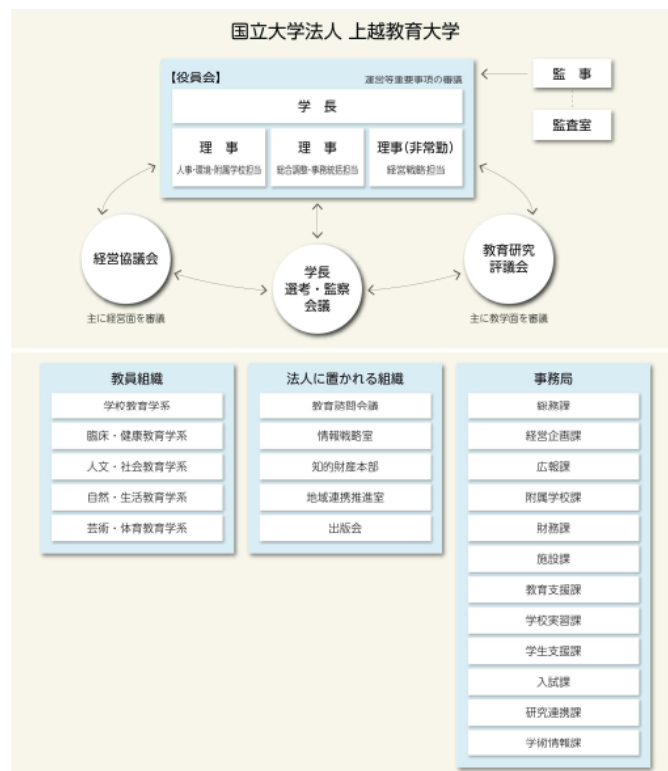 国立大学法人 上越教育大学
【役員会】
運営等重要事項の審議
学 長
理 事
人事・環境・附属学校担当
理 事
総合調整・事務統括担当
理事(非常勤)
経営戦略担当
監 事
監査室
経営協議会
主に経営面を審議
学長
選考・監察
会議
教育研究
評議会
主に教学面を審議
教員組織
学校教育学系
臨床・健康教育学系
人文・社会教育学系
自然・生活教育学系
芸術・体育教育学系
法人に置かれる組織
教育諮問会議
情報戦略室
知的財産本部
地域連携推進室
出版会
事務局
総務課
経営企画課
広報課
附属学校課
財務課
施設課
教育支援課
学校実習課
学生支援課
入試課
研究連携課
学術情報課